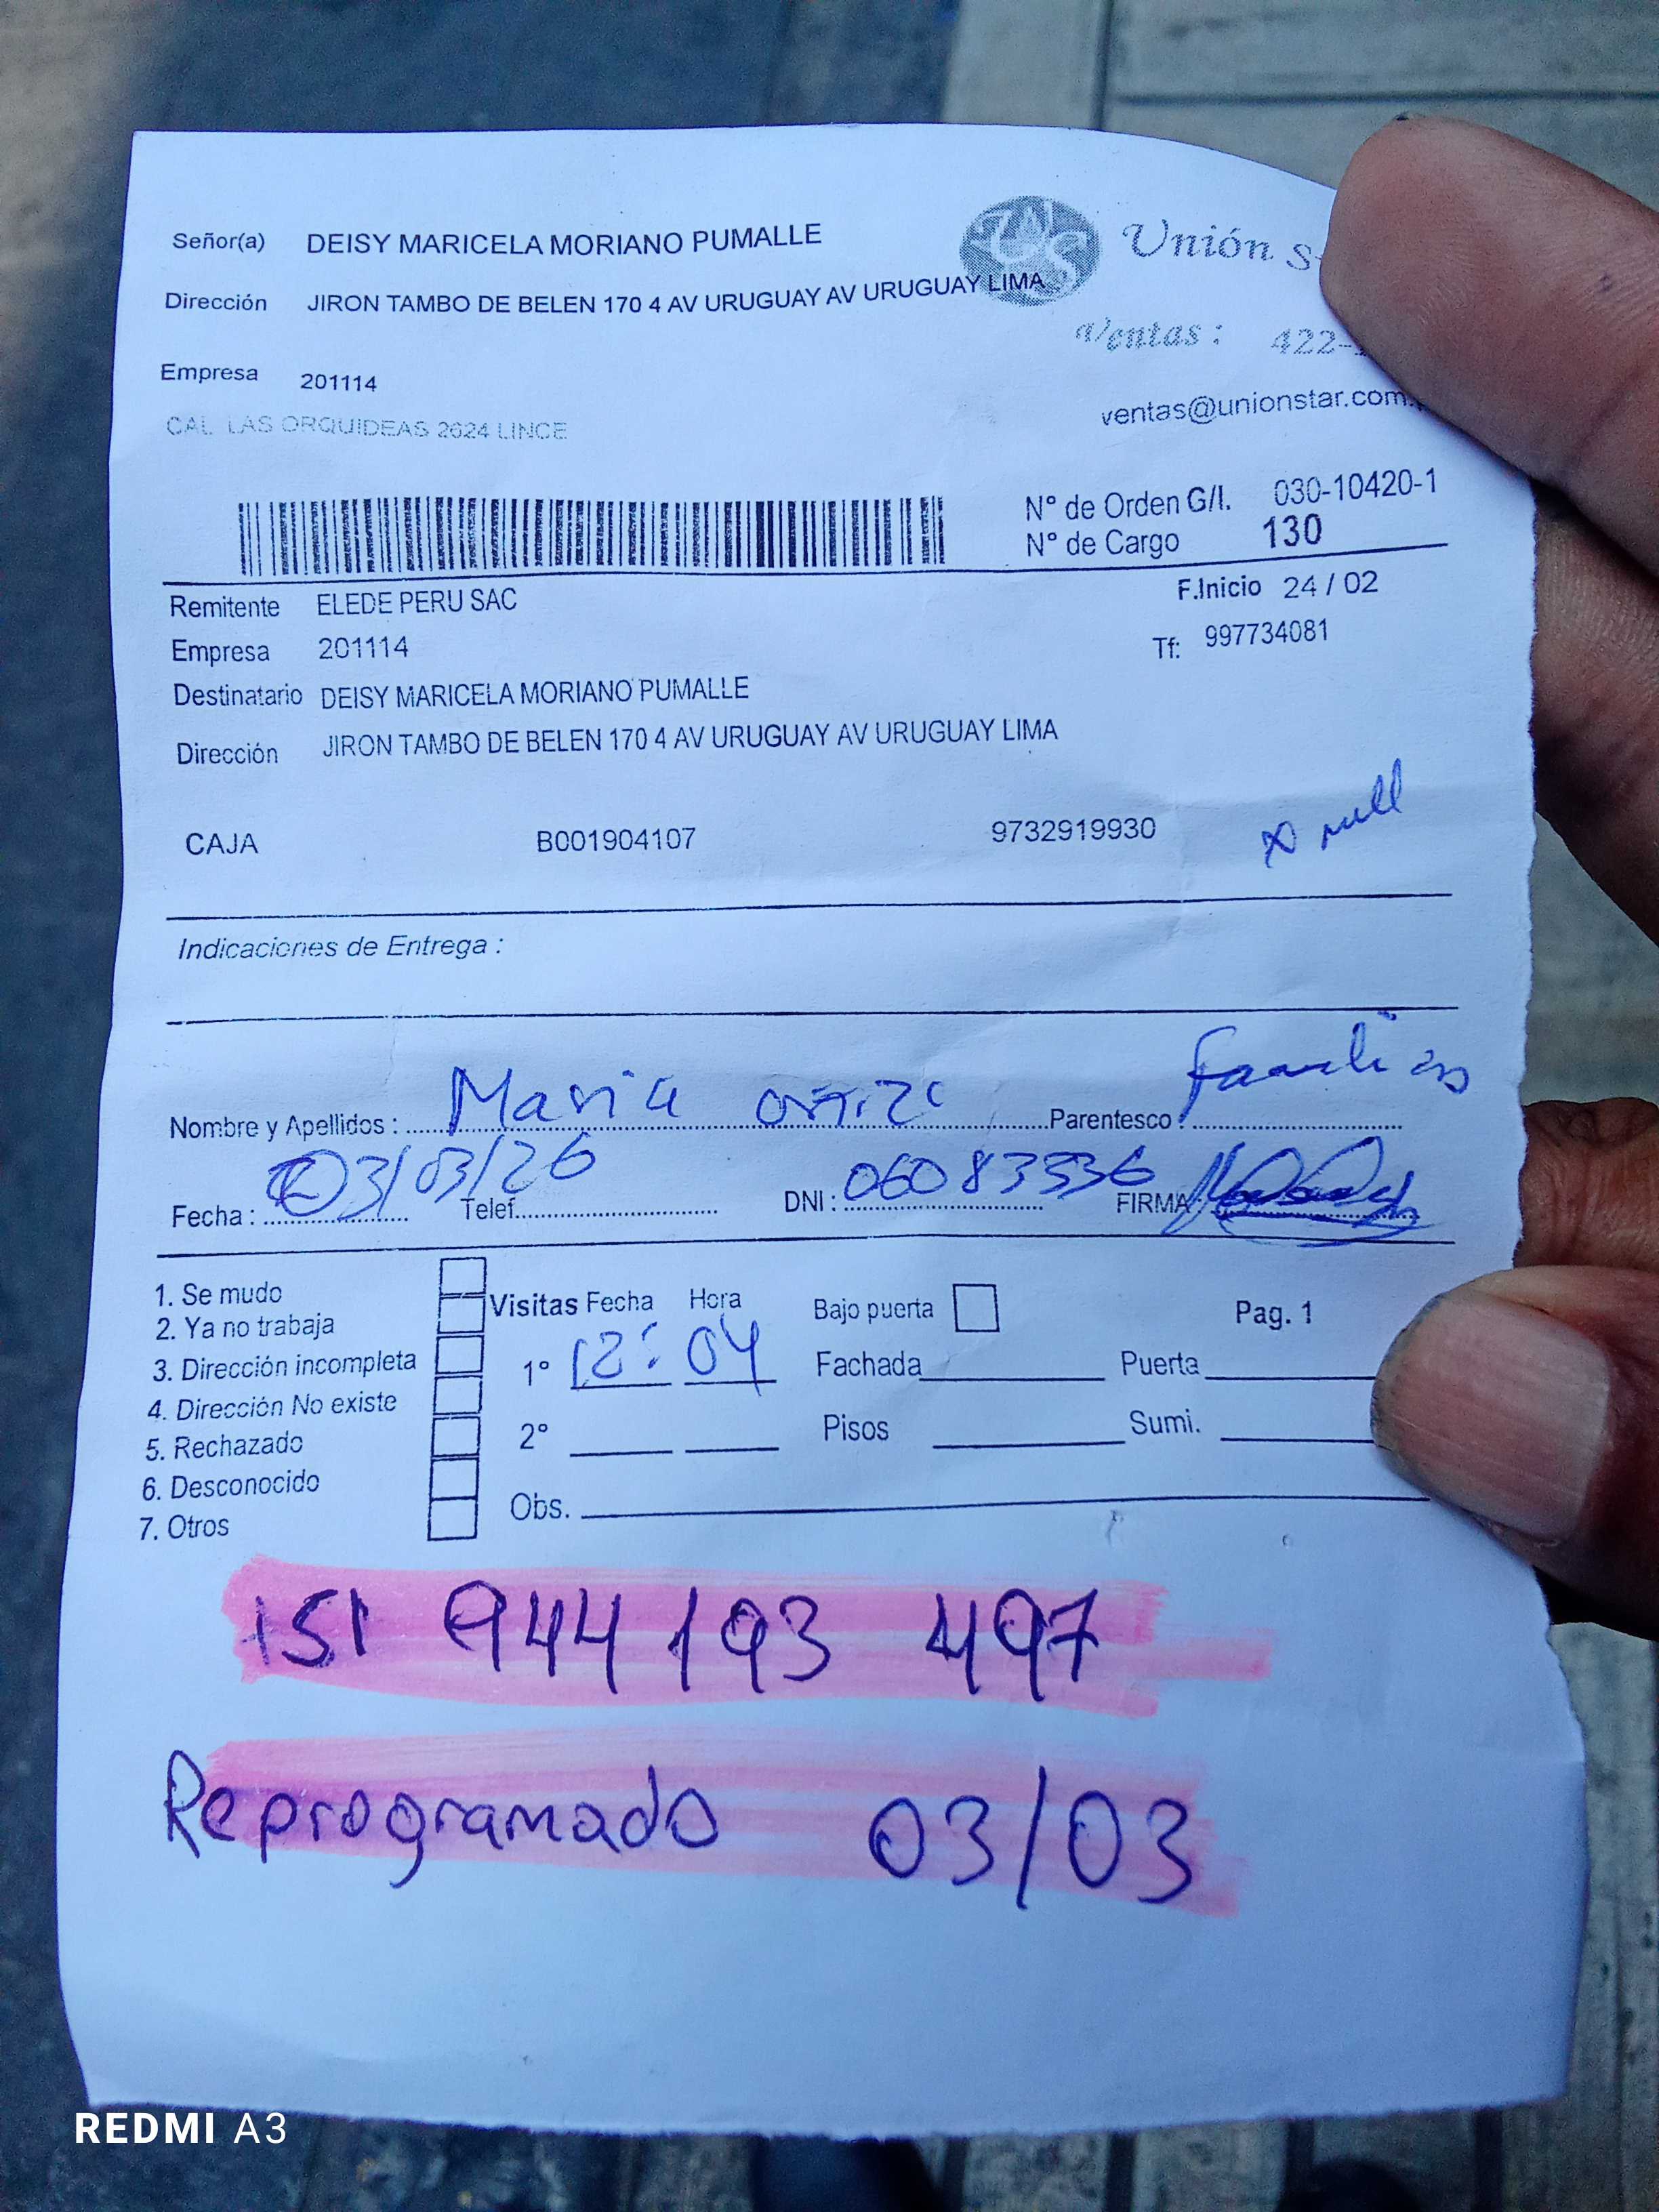 Señor(a) DEISY MARICELA MORIANO PUMALLE
Unión S
Dirección JIRON TAMBO DE BELEN 170 4 AV URUGUAY AV URUGUAY LIMA
Ventas: 422-
Empresa 201114
ventas@unionstar.com.
CAL LAS ORQUIDEAS 2624 LINCE
N° de Orden G/I. 030-10420-1
N° de Cargo 130
Remitente ELEDE PERU SAC F.Inicio 24 / 02
Empresa 201114 Tf: 997734081
Destinatario DEISY MARICELA MORIANO PUMALLE
Dirección JIRON TAMBO DE BELEN 170 4 AV URUGUAY AV URUGUAY LIMA
CAJA B001904107 9732919930
Indicaciones de Entrega :
Nombre y Apellidos : Maria Parentesco :
Fecha : 03/03/26 Telef. DNI : 06083536 FIRMA :
1. Se mudo
2. Ya no trabaja
3. Dirección incompleta
4. Dirección No existe
5. Rechazado
6. Desconocido
7. Otros
Visitas Fecha Hora Bajo puerta Pag. 1
1° 12: 04 Fachada Puerta
2° Pisos Sumi.
Obs.
151 944 193 497
Reprogramado 03/03
REDMI A3